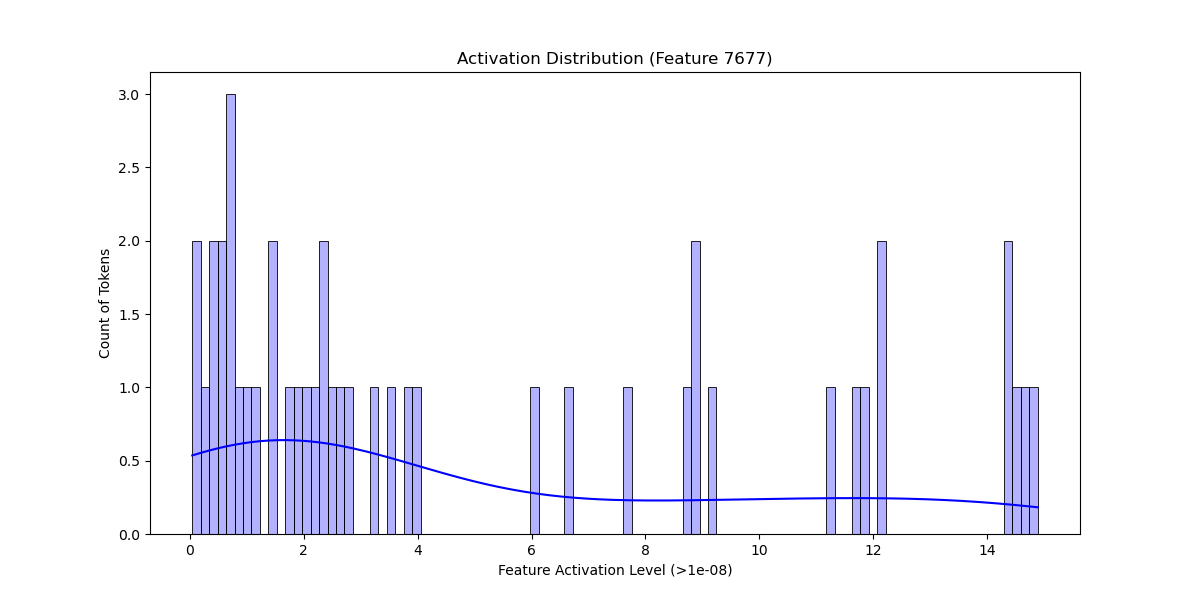 Activation Distribution (Feature 7677)
3.0
2.5
2.0
1.5
1.0
0.5
0.0
Count of Tokens
0 2 4 6 8 10 12 14
Feature Activation Level (>1e-08)